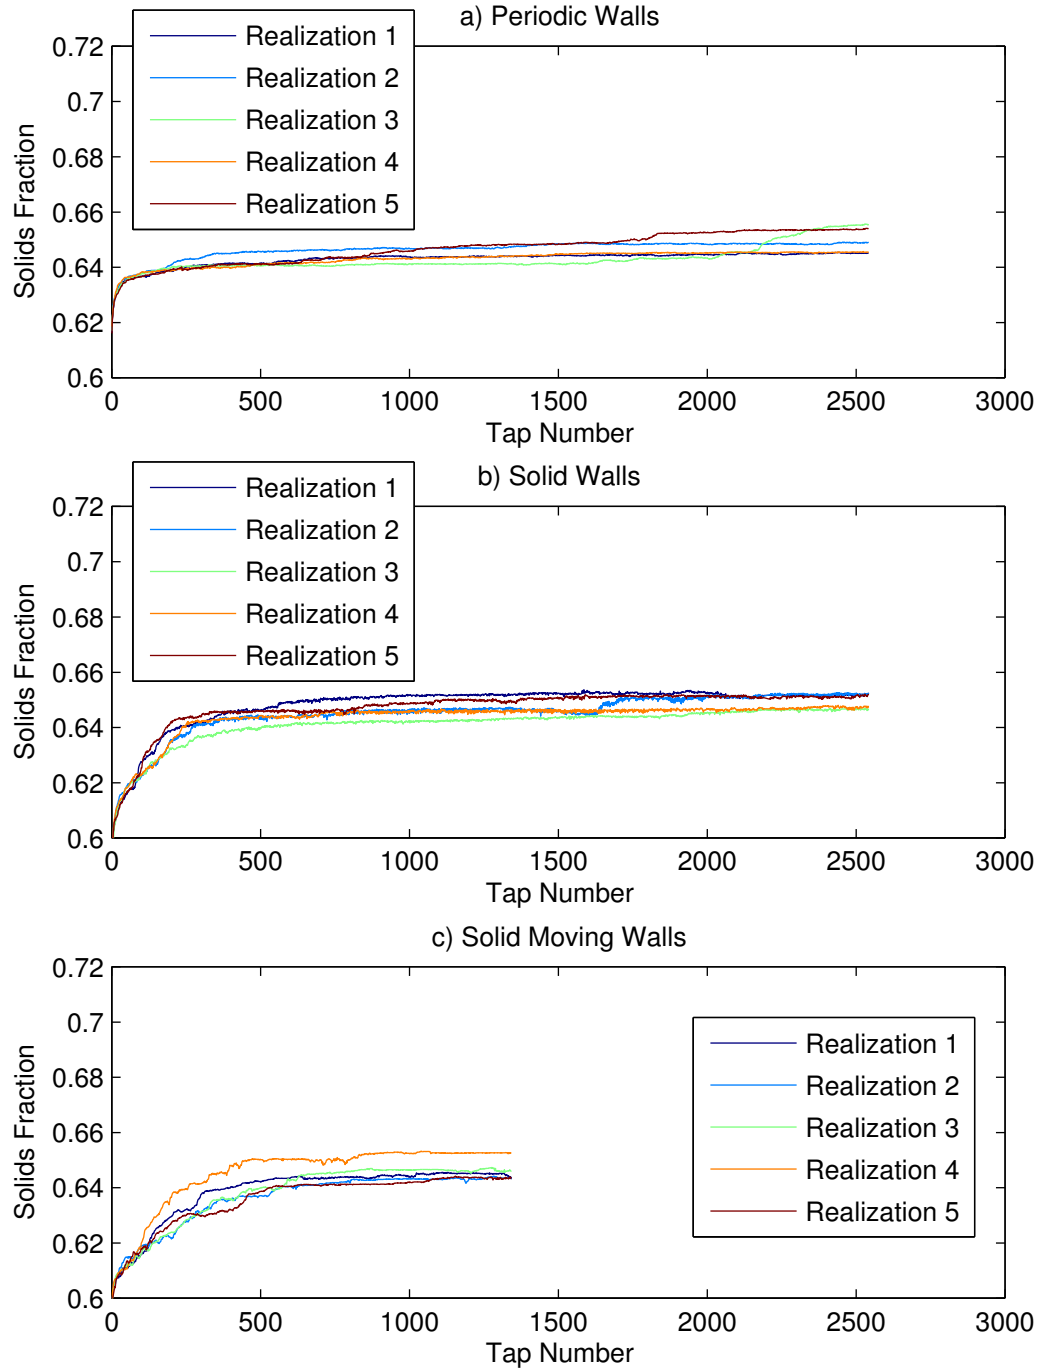 a) Periodic Walls
0.72
0.7
0.68
0.66
0.64
0.62
0.6
Solids Fraction
Realization 1
Realization 2
Realization 3
Realization 4
Realization 5
0 500 1000 1500 2000 2500 3000
Tap Number
b) Solid Walls
0.72
0.7
0.68
0.66
0.64
0.62
0.6
Solids Fraction
Realization 1
Realization 2
Realization 3
Realization 4
Realization 5
0 500 1000 1500 2000 2500 3000
Tap Number
c) Solid Moving Walls
0.72
0.7
0.68
0.66
0.64
0.62
0.6
Solids Fraction
Realization 1
Realization 2
Realization 3
Realization 4
Realization 5
0 500 1000 1500 2000 2500 3000
Tap Number